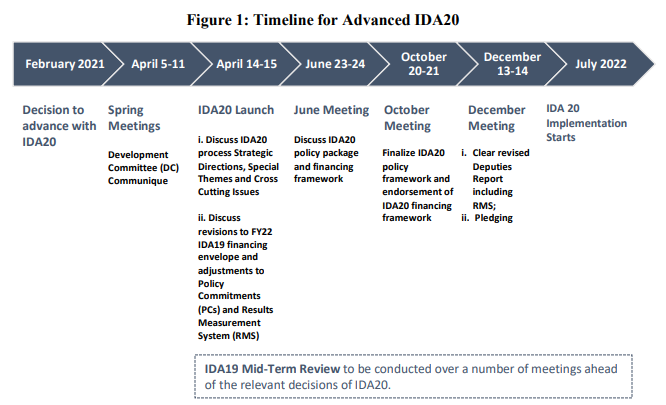 Figure 1: Timeline for Advanced IDA20
February 2021
April 5-11
April 14-15
June 23-24
October
20-21
December
13-14
July 2022
Decision to
advance with
IDA20
Spring
Meetings
Development
Committee (DC)
Communique
IDA20 Launch
i. Discuss IDA20
process Strategic
Directions, Special
Themes and Cross
Cutting Issues
ii. Discuss
revisions to FY22
IDA19 financing
envelope and
adjustments to
Policy
Commitments
(PCs) and Results
Measurement
System (RMS)
June Meeting
Discuss IDA20
policy package
and financing
framework
October
Meeting
Finalize IDA20
policy
framework and
endorsement of
IDA20 financing
framework
December
Meeting
i. Clear revised
Deputies
Report
including
RMS;
ii. Pledging
IDA 20
Implementation
Starts
IDA19 Mid-Term Review to be conducted over a number of meetings ahead
of the relevant decisions of IDA20.